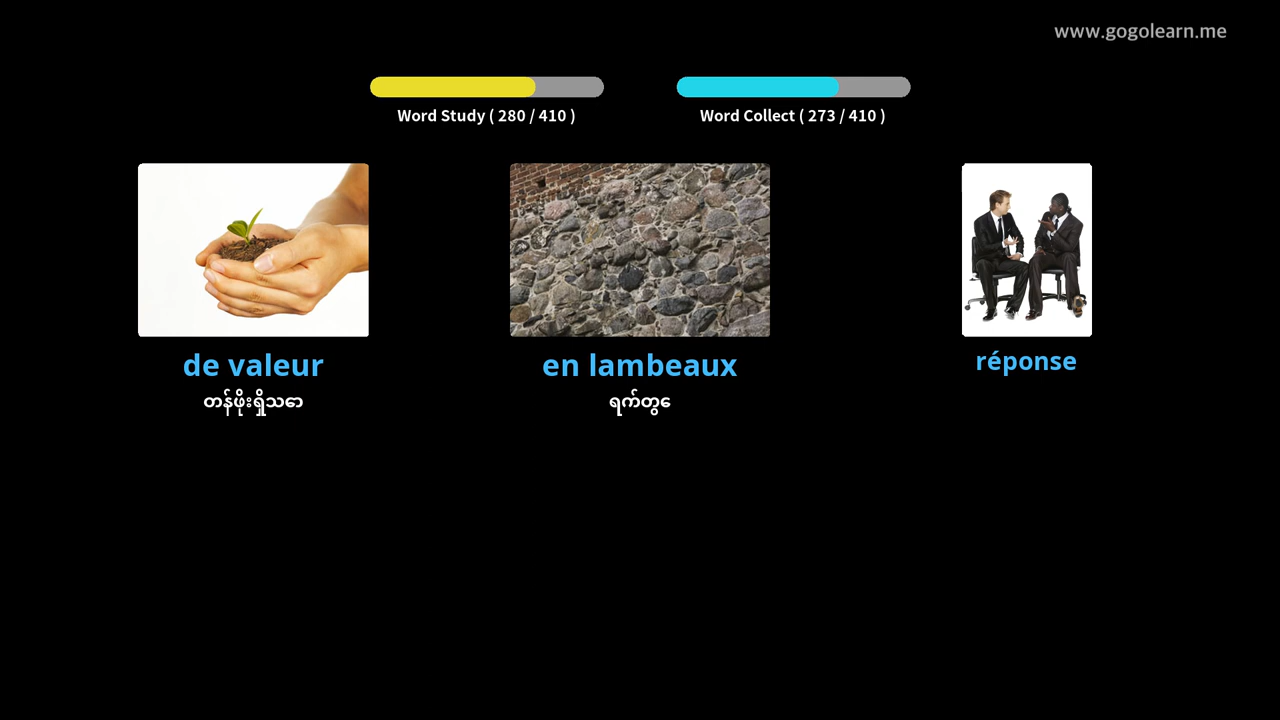 www.gogolearn.me
Word Study ( 280 / 410 )
Word Collect ( 273 / 410 )
de valeur
တန်ဖိုးရှိသော
en lambeaux
ရက်တွေ
réponse